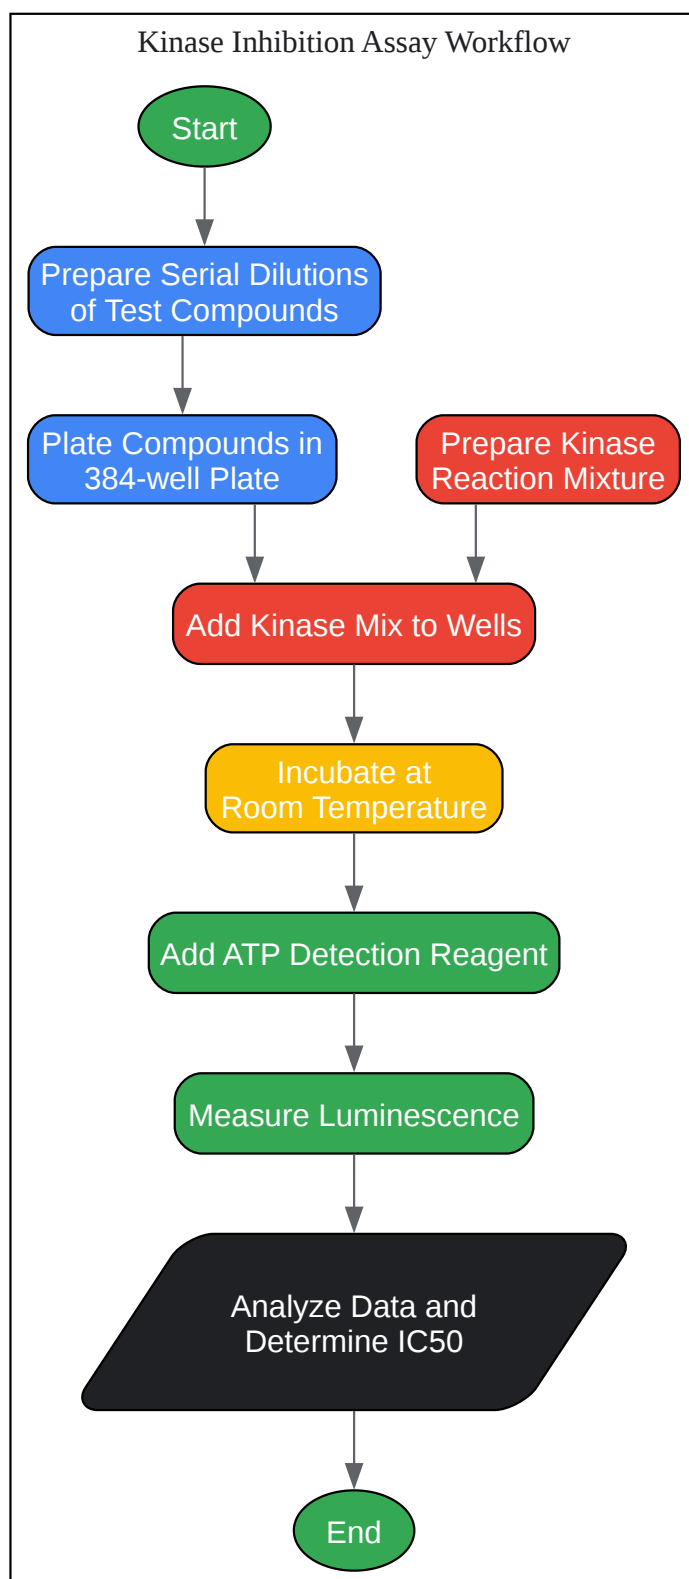 Kinase Inhibition Assay Workflow
Start
Prepare Serial Dilutions
of Test Compounds
Plate Compounds in
384-well Plate
Prepare Kinase
Reaction Mixture
Add Kinase Mix to Wells
Incubate at
Room Temperature
Add ATP Detection Reagent
Measure Luminescence
Analyze Data and
Determine IC50
End